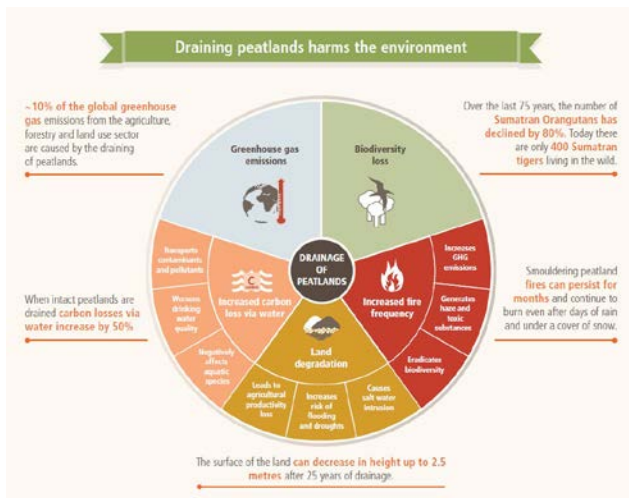 Draining peatlands harms the environment
~10% of the global greenhouse
gas emissions from the agriculture,
forestry and land use sector
are caused by the draining
of peatlands.
Over the last 75 years, the number of
Sumatran Orangutans has
declined by 80%. Today there
are only 400 Sumatran
tigers living in the wild.
Greenhouse gas
emissions
Biodiversity
loss
DRAINAGE
OF
PEATLANDS
Transports
contaminants
and pollutants
Worsens
drinking
water
quality
Negatively
affects
aquatic
species
C
Increased carbon
loss via water
Increased fire
frequency
Increases
GHG
emissions
Generates
haze and
toxic
substances
Eradicates
biodiversity
When intact peatlands are
drained carbon losses via
water increase by 50%
Smouldering peatland
fires can persist for
months and continue to
burn even after days of rain
and under a cover of snow.
Land
degradation
Leads to
agricultural
productivity
loss
Increases
risk of
flooding
and droughts
Causes
salt water
intrusion
The surface of the land can decrease in height up to 2.5
metres after 25 years of drainage.